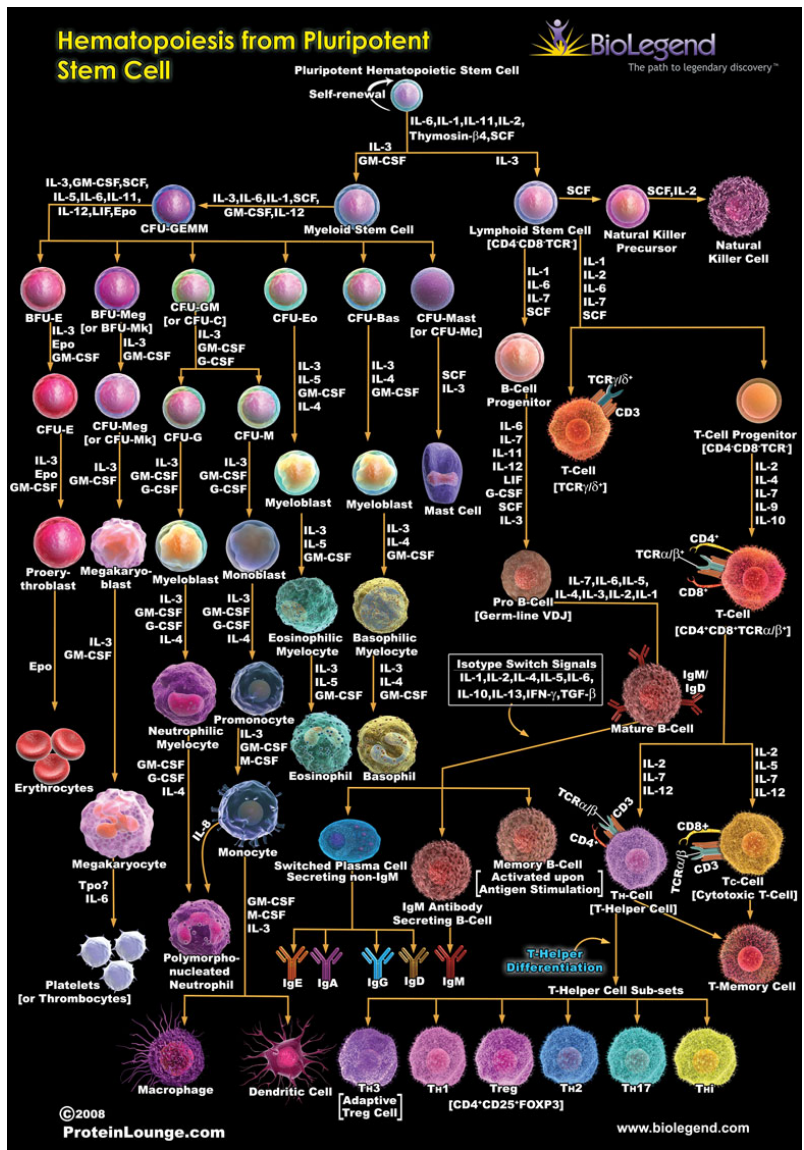 Hematopoiesis from Pluripotent
Stem Cell
BioLegend
The path to legendary discovery™
Pluripotent Hematopoietic Stem Cell
Self-renewal
IL-6,IL-1,IL-11,IL-2,
Thymosin-β4,SCF
IL-3
GM-CSF
IL-3
IL-3,GM-CSF,SCF,
IL-5,IL-6,IL-11,
IL-12,LIF,Epo
CFU-GEMM
IL-3,IL-6,IL-1,SCF,
GM-CSF,IL-12
Myeloid Stem Cell
Lymphoid Stem Cell
[CD4-CD8-TCR-]
SCF
Natural Killer
Precursor
SCF,IL-2
Natural
Killer Cell
BFU-E
BFU-Meg
[or BFU-Mk]
CFU-GM
[or CFU-C]
CFU-Eo
CFU-Bas
CFU-Mast
[or CFU-Mc]
IL-1
IL-6
IL-7
SCF
IL-1
IL-2
IL-6
IL-7
SCF
IL-3
Epo
GM-CSF
IL-3
GM-CSF
IL-3
GM-CSF
G-CSF
IL-3
IL-5
GM-CSF
IL-4
IL-3
IL-4
GM-CSF
SCF
IL-3
B-Cell
Progenitor
TCRγ/δ+
CD3
T-Cell
[TCRγ/δ+]
T-Cell Progenitor
[CD4-CD8-TCR-]
CFU-E
CFU-Meg
[or CFU-Mk]
CFU-G
CFU-M
IL-3
Epo
GM-CSF
IL-3
GM-CSF
IL-3
GM-CSF
G-CSF
IL-3
GM-CSF
G-CSF
Myeloblast
Myeloblast
Mast Cell
IL-6
IL-7
IL-11
IL-12
LIF
G-CSF
SCF
IL-3
IL-2
IL-4
IL-7
IL-9
IL-10
Proery-
throblast
Megakaryo-
blast
Myeloblast
Monoblast
IL-3
IL-5
GM-CSF
IL-3
IL-4
GM-CSF
Pro B-Cell
[Germ-line VDJ]
IL-7,IL-6,IL-5,
IL-4,IL-3,IL-2,IL-1
CD4+
TCRα/β+
CD8+
T-Cell
[CD4+CD8+TCRα/β+]
Epo
IL-3
GM-CSF
IL-3
GM-CSF
G-CSF
IL-4
IL-3
GM-CSF
G-CSF
IL-4
Eosinophilic
Myelocyte
Basophilic
Myelocyte
IL-3
IL-5
GM-CSF
IL-3
IL-4
GM-CSF
Isotype Switch Signals
IL-1,IL-2,IL-4,IL-5,IL-6,
IL-10,IL-13,IFN-γ,TGF-β
IgM/
IgD
Mature B-Cell
Erythrocytes
Neutrophilic
Myelocyte
Promonocyte
IL-3
GM-CSF
M-CSF
Eosinophil
Basophil
GM-CSF
G-CSF
IL-4
IL-8
Monocyte
IL-2
IL-7
IL-12
IL-2
IL-5
IL-7
IL-12
TCRα/β
CD3
CD4+
TH-Cell
[T-Helper Cell]
CD8+
TCRα/β
CD3
Tc-Cell
[Cytotoxic T-Cell]
Megakaryocyte
Tpo?
IL-6
Switched Plasma Cell
Secreting non-IgM
IgM Antibody
Secreting B-Cell
Memory B-Cell
[Activated upon
Antigen Stimulation]
GM-CSF
M-CSF
IL-3
Platelets
[or Thrombocytes]
Polymorpho-
nucleated
Neutrophil
IgE
IgA
IgG
IgD
IgM
T-Helper
Differentiation
T-Memory Cell
T-Helper Cell Sub-sets
Macrophage
Dendritic Cell
TH3
[Adaptive
Treg Cell]
TH1
Treg
[CD4+CD25+FOXP3]
TH2
TH17
THi
©2008
ProteinLounge.com
www.biolegend.com